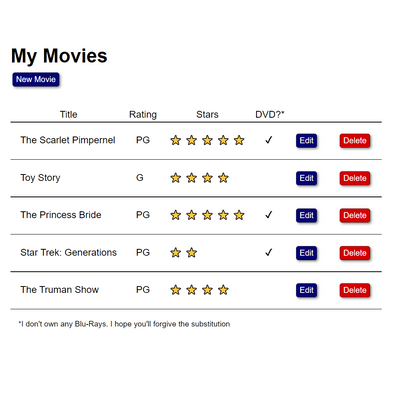 My Movies
New Movie
Title Rating Stars DVD?*
The Scarlet Pimpernel PG ✓ Edit Delete
Toy Story G Edit Delete
The Princess Bride PG ✓ Edit Delete
Star Trek: Generations PG ✓ Edit Delete
The Truman Show PG Edit Delete
*I don't own any Blu-Rays. I hope you'll forgive the substitution